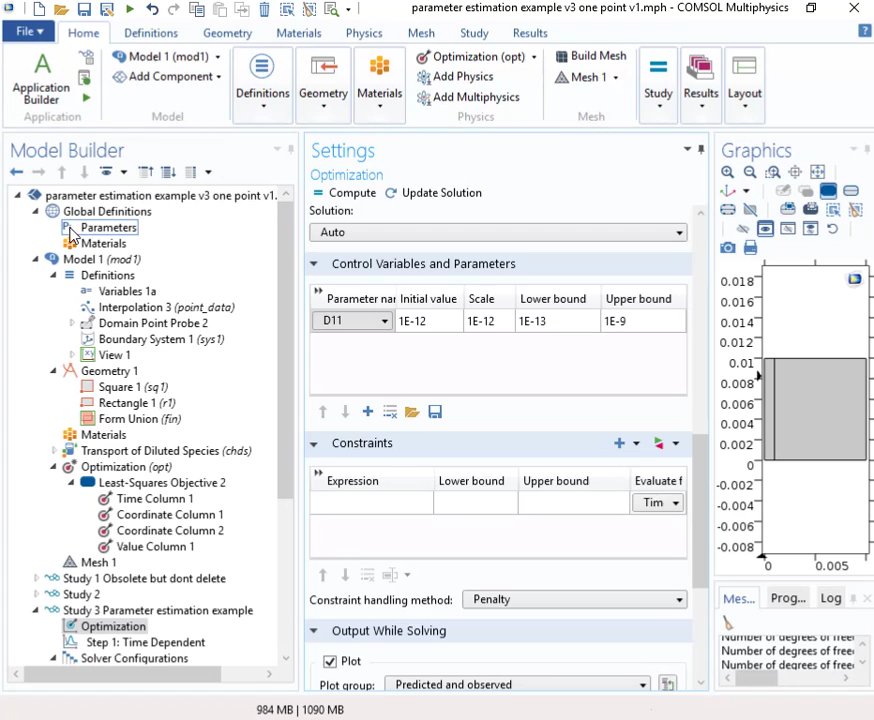 parameter estimation example v3 one point v1.mph - COMSOL Multiphysics
File Home Definitions Geometry Materials Physics Mesh Study Results
Application Builder
Model 1 (mod1)
Add Component
Definitions
Geometry
Materials
Optimization (opt)
Add Physics
Add Multiphysics
Build Mesh
Mesh 1
Study
Results
Layout
Application Model Physics Mesh
Model Builder
parameter estimation example v3 one point v1.
Global Definitions
Pi Parameters
Materials
Model 1 (mod1)
Definitions
a= Variables 1a
Interpolation 3 (point_data)
Domain Point Probe 2
Boundary System 1 (sys1)
View 1
Geometry 1
Square 1 (sq1)
Rectangle 1 (r1)
Form Union (fin)
Materials
Transport of Diluted Species (chds)
Optimization (opt)
Least-Squares Objective 2
Time Column 1
Coordinate Column 1
Coordinate Column 2
Value Column 1
Mesh 1
Study 1 Obsolete but dont delete
Study 2
Study 3 Parameter estimation example
Optimization
Step 1: Time Dependent
Solver Configurations
Settings
Optimization
= Compute Update Solution
Solution:
Auto
Control Variables and Parameters
Parameter nar Initial value Scale Lower bound Upper bound
D11 1E-12 1E-12 1E-13 1E-9
Constraints
Expression Lower bound Upper bound Evaluate f
Tim
Constraint handling method: Penalty
Output While Solving
Plot
Plot group: Predicted and observed
Graphics
0.018
0.016
0.014
0.012
0.01
0.008
0.006
0.004
0.002
0
-0.002
-0.004
-0.006
-0.008
0 0.005
Mes... Prog... Log
Number of degrees of free
Number of degrees of free
Number of degrees of free
984 MB | 1090 MB